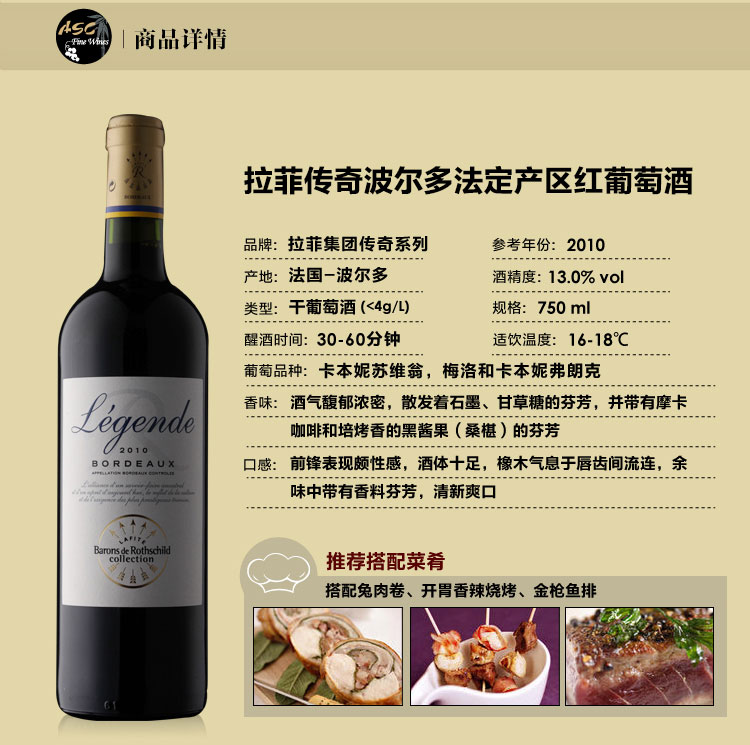 ASC
Fine Wines
商品详情
拉菲传奇波尔多法定产区红葡萄酒
品牌：拉菲集团传奇系列
参考年份：2010
产地：法国-波尔多
酒精度：13.0% vol
类型：干葡萄酒 (<4g/L)
规格：750 ml
醒酒时间：30-60分钟
适饮温度：16-18℃
葡萄品种：卡本妮苏维翁，梅洛和卡本妮弗朗克
香味：酒气馥郁浓密，散发着石墨、甘草糖的芬芳，并带有摩卡
咖啡和培烤香的黑酱果（桑椹）的芬芳
口感：前锋表现颇性感，酒体十足，橡木气息于唇齿间流连，余
味中带有香料芬芳，清新爽口
推荐搭配菜肴
搭配兔肉卷、开胃香辣烧烤、金枪鱼排
R
BORDEAUX
Légende
2010
BORDEAUX
APPELLATION BORDEAUX CONTRÔLÉE
LAFITE
Barons de Rothschild
collection